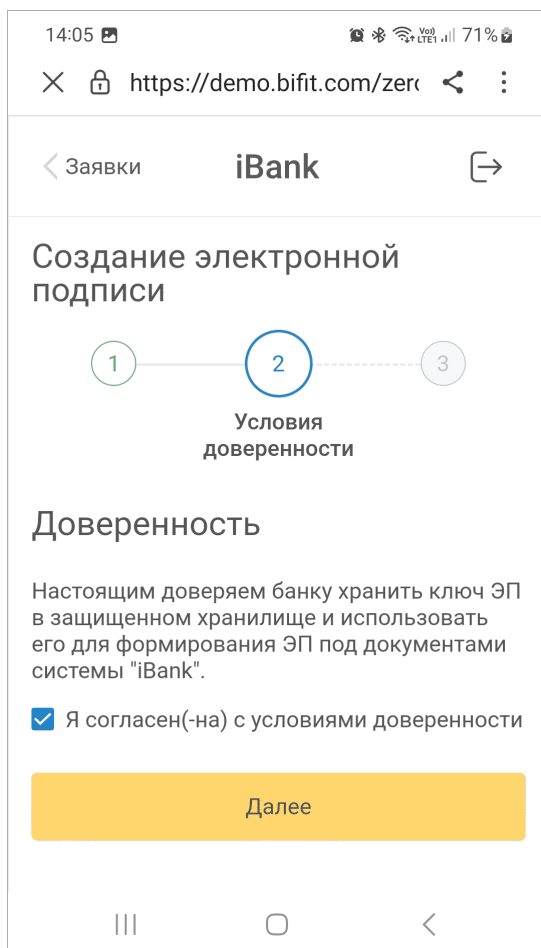 14:05
Vo)) LTE1 71%
https://demo.bifit.com/zer
Заявки
iBank
Создание электронной
подписи
1
2
3
Условия
доверенности
Доверенность
Настоящим доверяем банку хранить ключ ЭП
в защищенном хранилище и использовать
его для формирования ЭП под документами
системы "iBank".
Я согласен(-на) с условиями доверенности
Далее